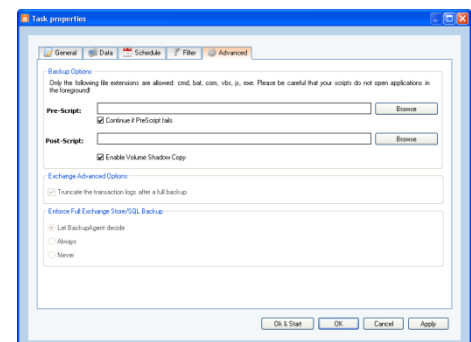 Task properties
General Data Schedule Filter Advanced
Backup Options
Only the following file extensions are allowed: cmd, bat, com, vbs, js, exe. Please be careful that your scripts do not open applications in
the foreground!
Pre-Script: Browse
Continue if PreScript fails
Post-Script: Browse
Enable Volume Shadow Copy
Exchange Advanced Options
Truncate the transaction logs after a full backup
Enforce Full Exchange Store/SQL Backup
Let BackupAgent decide
Always
Never
Ok & Start OK Cancel Apply